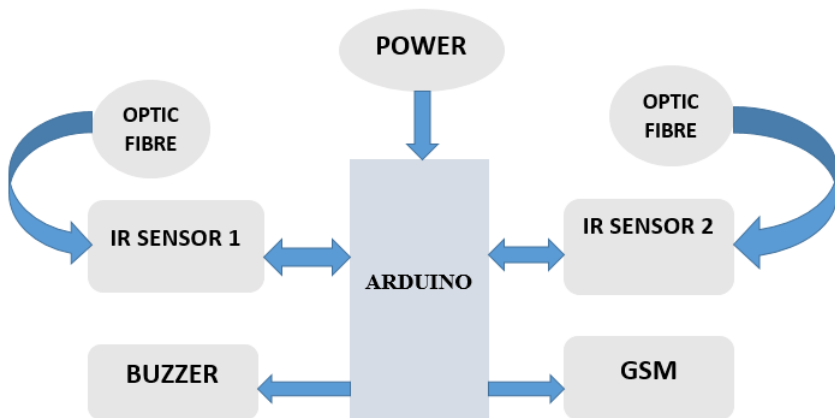 POWER
OPTIC
FIBRE
OPTIC
FIBRE
IR SENSOR 1
IR SENSOR 2
ARDUINO
BUZZER
GSM